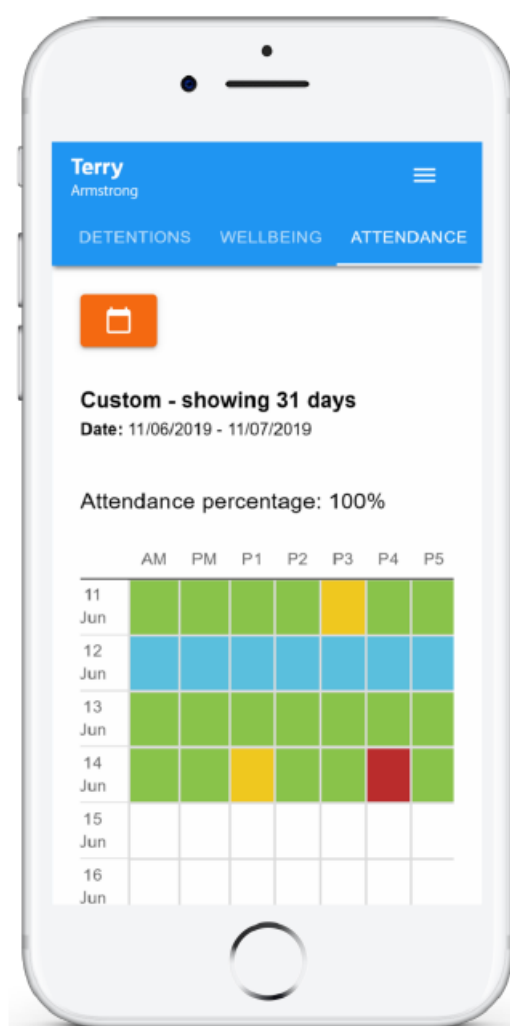 Terry
Armstrong
DETENTIONS WELLBEING ATTENDANCE
Custom - showing 31 days
Date: 11/06/2019 - 11/07/2019
Attendance percentage: 100%
AM PM P1 P2 P3 P4 P5
11
Jun
12
Jun
13
Jun
14
Jun
15
Jun
16
Jun